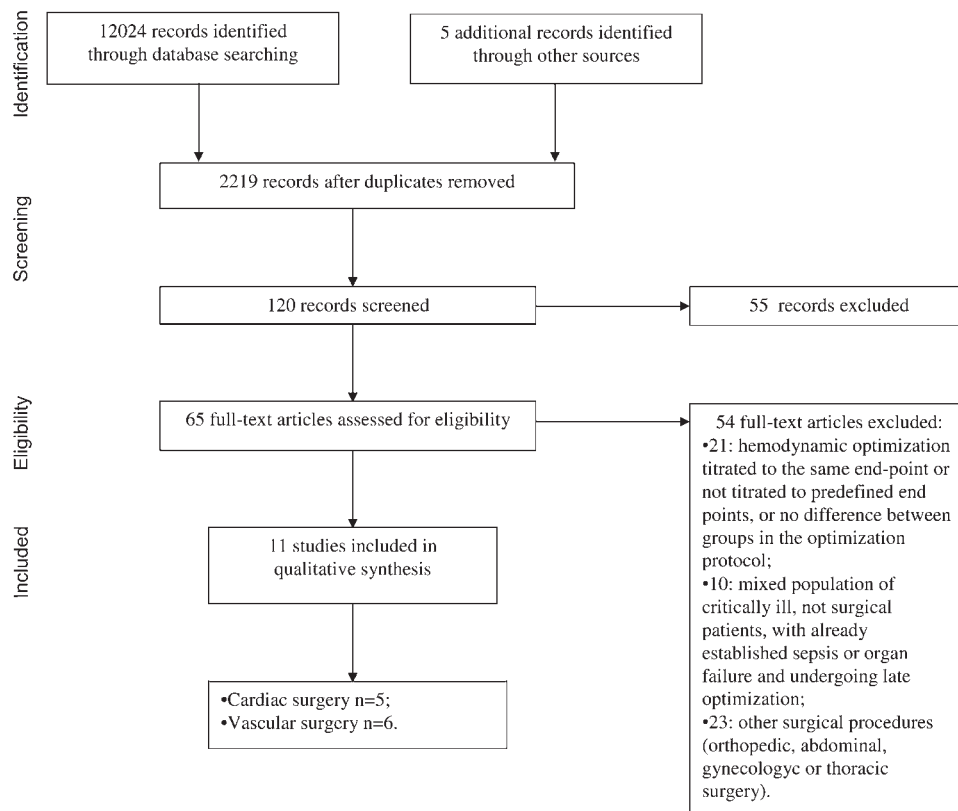 Identification
12024 records identified
through database searching
5 additional records identified
through other sources
2219 records after duplicates removed
Screening
120 records screened
55 records excluded
Eligibility
65 full-text articles assessed for eligibility
54 full-text articles excluded:
•21: hemodynamic optimization
titrated to the same end-point or
not titrated to predefined end
points, or no difference between
groups in the optimization
protocol;
•10: mixed population of
critically ill, not surgical
patients, with already
established sepsis or organ
failure and undergoing late
optimization;
•23: other surgical procedures
(orthopedic, abdominal,
gynecologyc or thoracic
surgery).
Included
11 studies included in
qualitative synthesis
•Cardiac surgery n=5;
•Vascular surgery n=6.